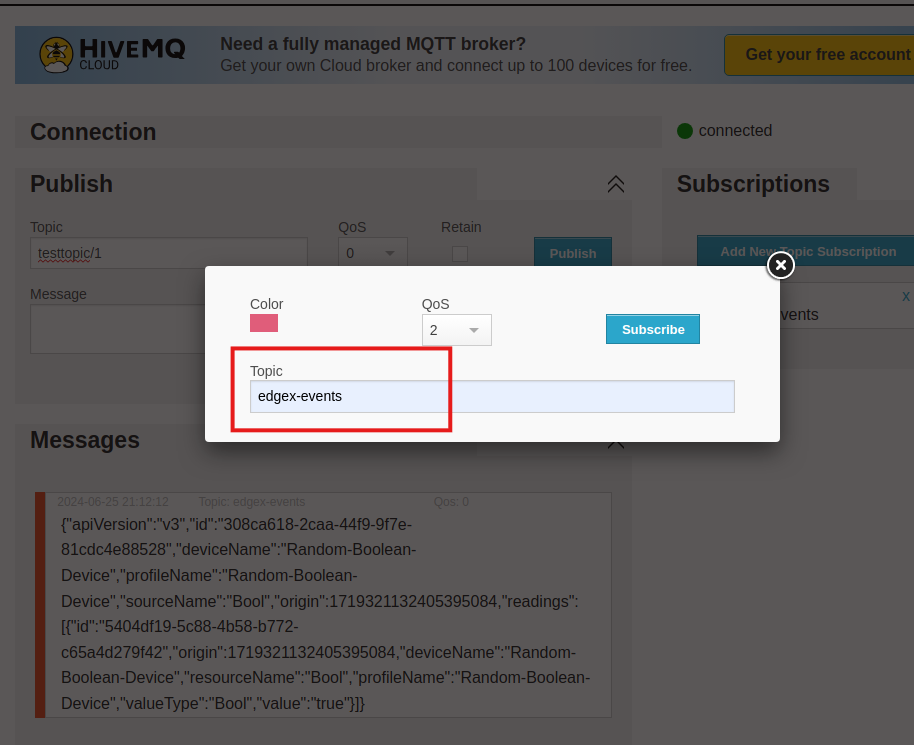 HIVEMQ
CLOUD
Need a fully managed MQTT broker?
Get your own Cloud broker and connect up to 100 devices for free.
Get your free account
Connection
connected
Publish
Subscriptions
Topic
QoS
Retain
testtopic/1
0
Publish
Add New Topic Subscription
Message
x
vents
Color
QoS
2
Subscribe
Topic
edgex-events
Messages
2024-06-25 21:12:12
Topic: edgex-events
Qos: 0
{"apiVersion":"v3","id":"308ca618-2caa-44f9-9f7e-
81cdc4e88528","deviceName":"Random-Boolean-
Device","profileName":"Random-Boolean-
Device","sourceName":"Bool","origin":1719321132405395084,"readings":
[{"id":"5404df19-5c88-4b58-b772-
c65a4d279f42","origin":1719321132405395084,"deviceName":"Random-
Boolean-Device","resourceName":"Bool","profileName":"Random-Boolean-
Device","valueType":"Bool","value":"true"}]}